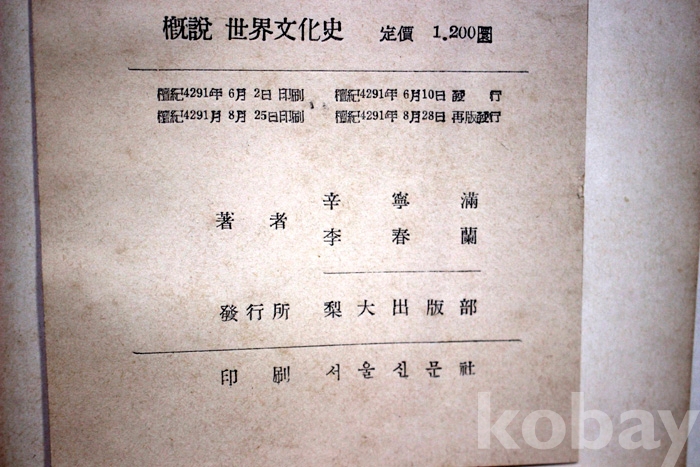 概說 世界文化史 定價 1.200圜
檀紀4291年 6月 2日 印刷 檀紀4291年 6月10日 發 行
檀紀4291月 8月 25日印刷 檀紀4291年 8月28日 再版發行
著 者
辛 寧 滿
李 春 蘭
發行所 梨大出版部
印 刷 서울신문社
kobay